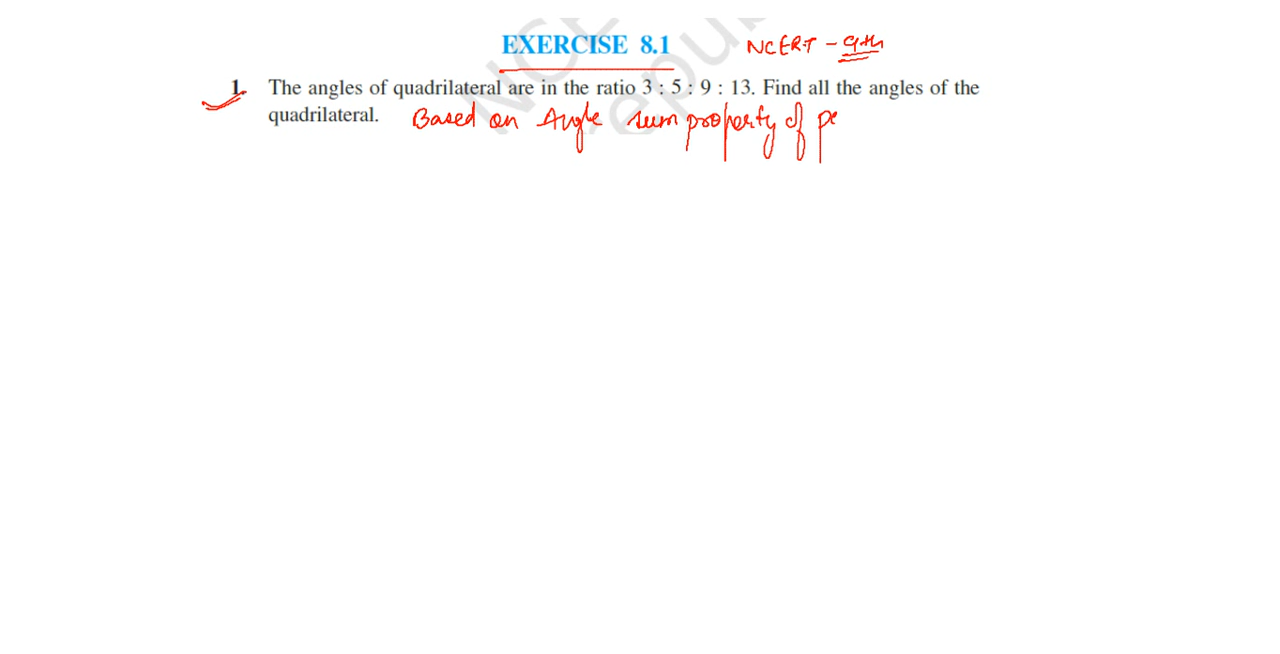 EXERCISE 8.1
NCERT - 9th
1. The angles of quadrilateral are in the ratio 3 : 5 : 9 : 13. Find all the angles of the
quadrilateral. Based on Angle sum property of